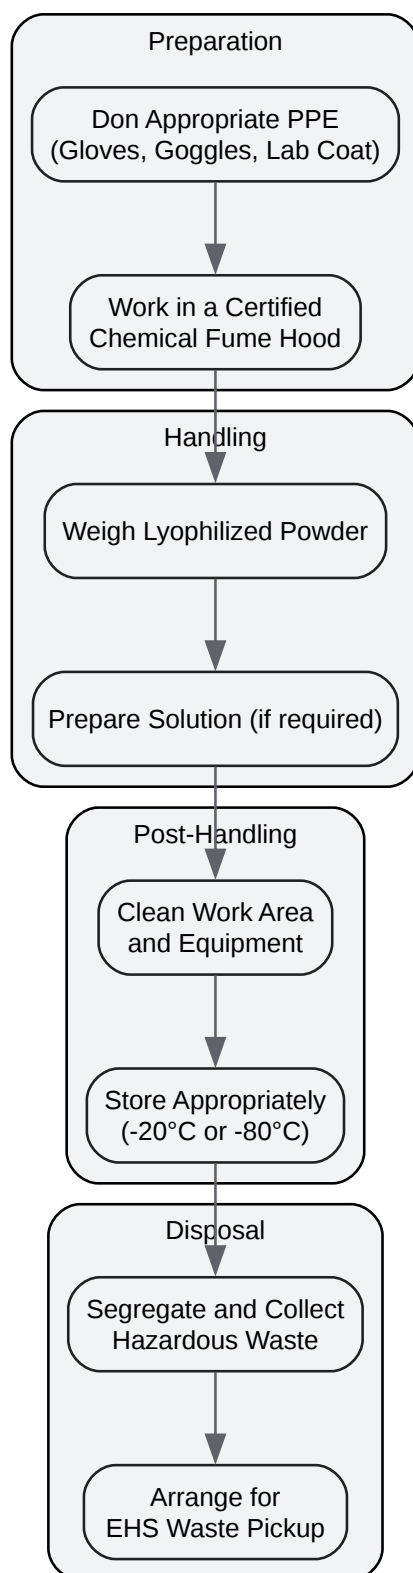 Preparation
Don Appropriate PPE
(Gloves, Goggles, Lab Coat)
Work in a Certified
Chemical Fume Hood
Handling
Weigh Lyophilized Powder
Prepare Solution (if required)
Post-Handling
Clean Work Area
and Equipment
Store Appropriately
(-20°C or -80°C)
Disposal
Segregate and Collect
Hazardous Waste
Arrange for
EHS Waste Pickup